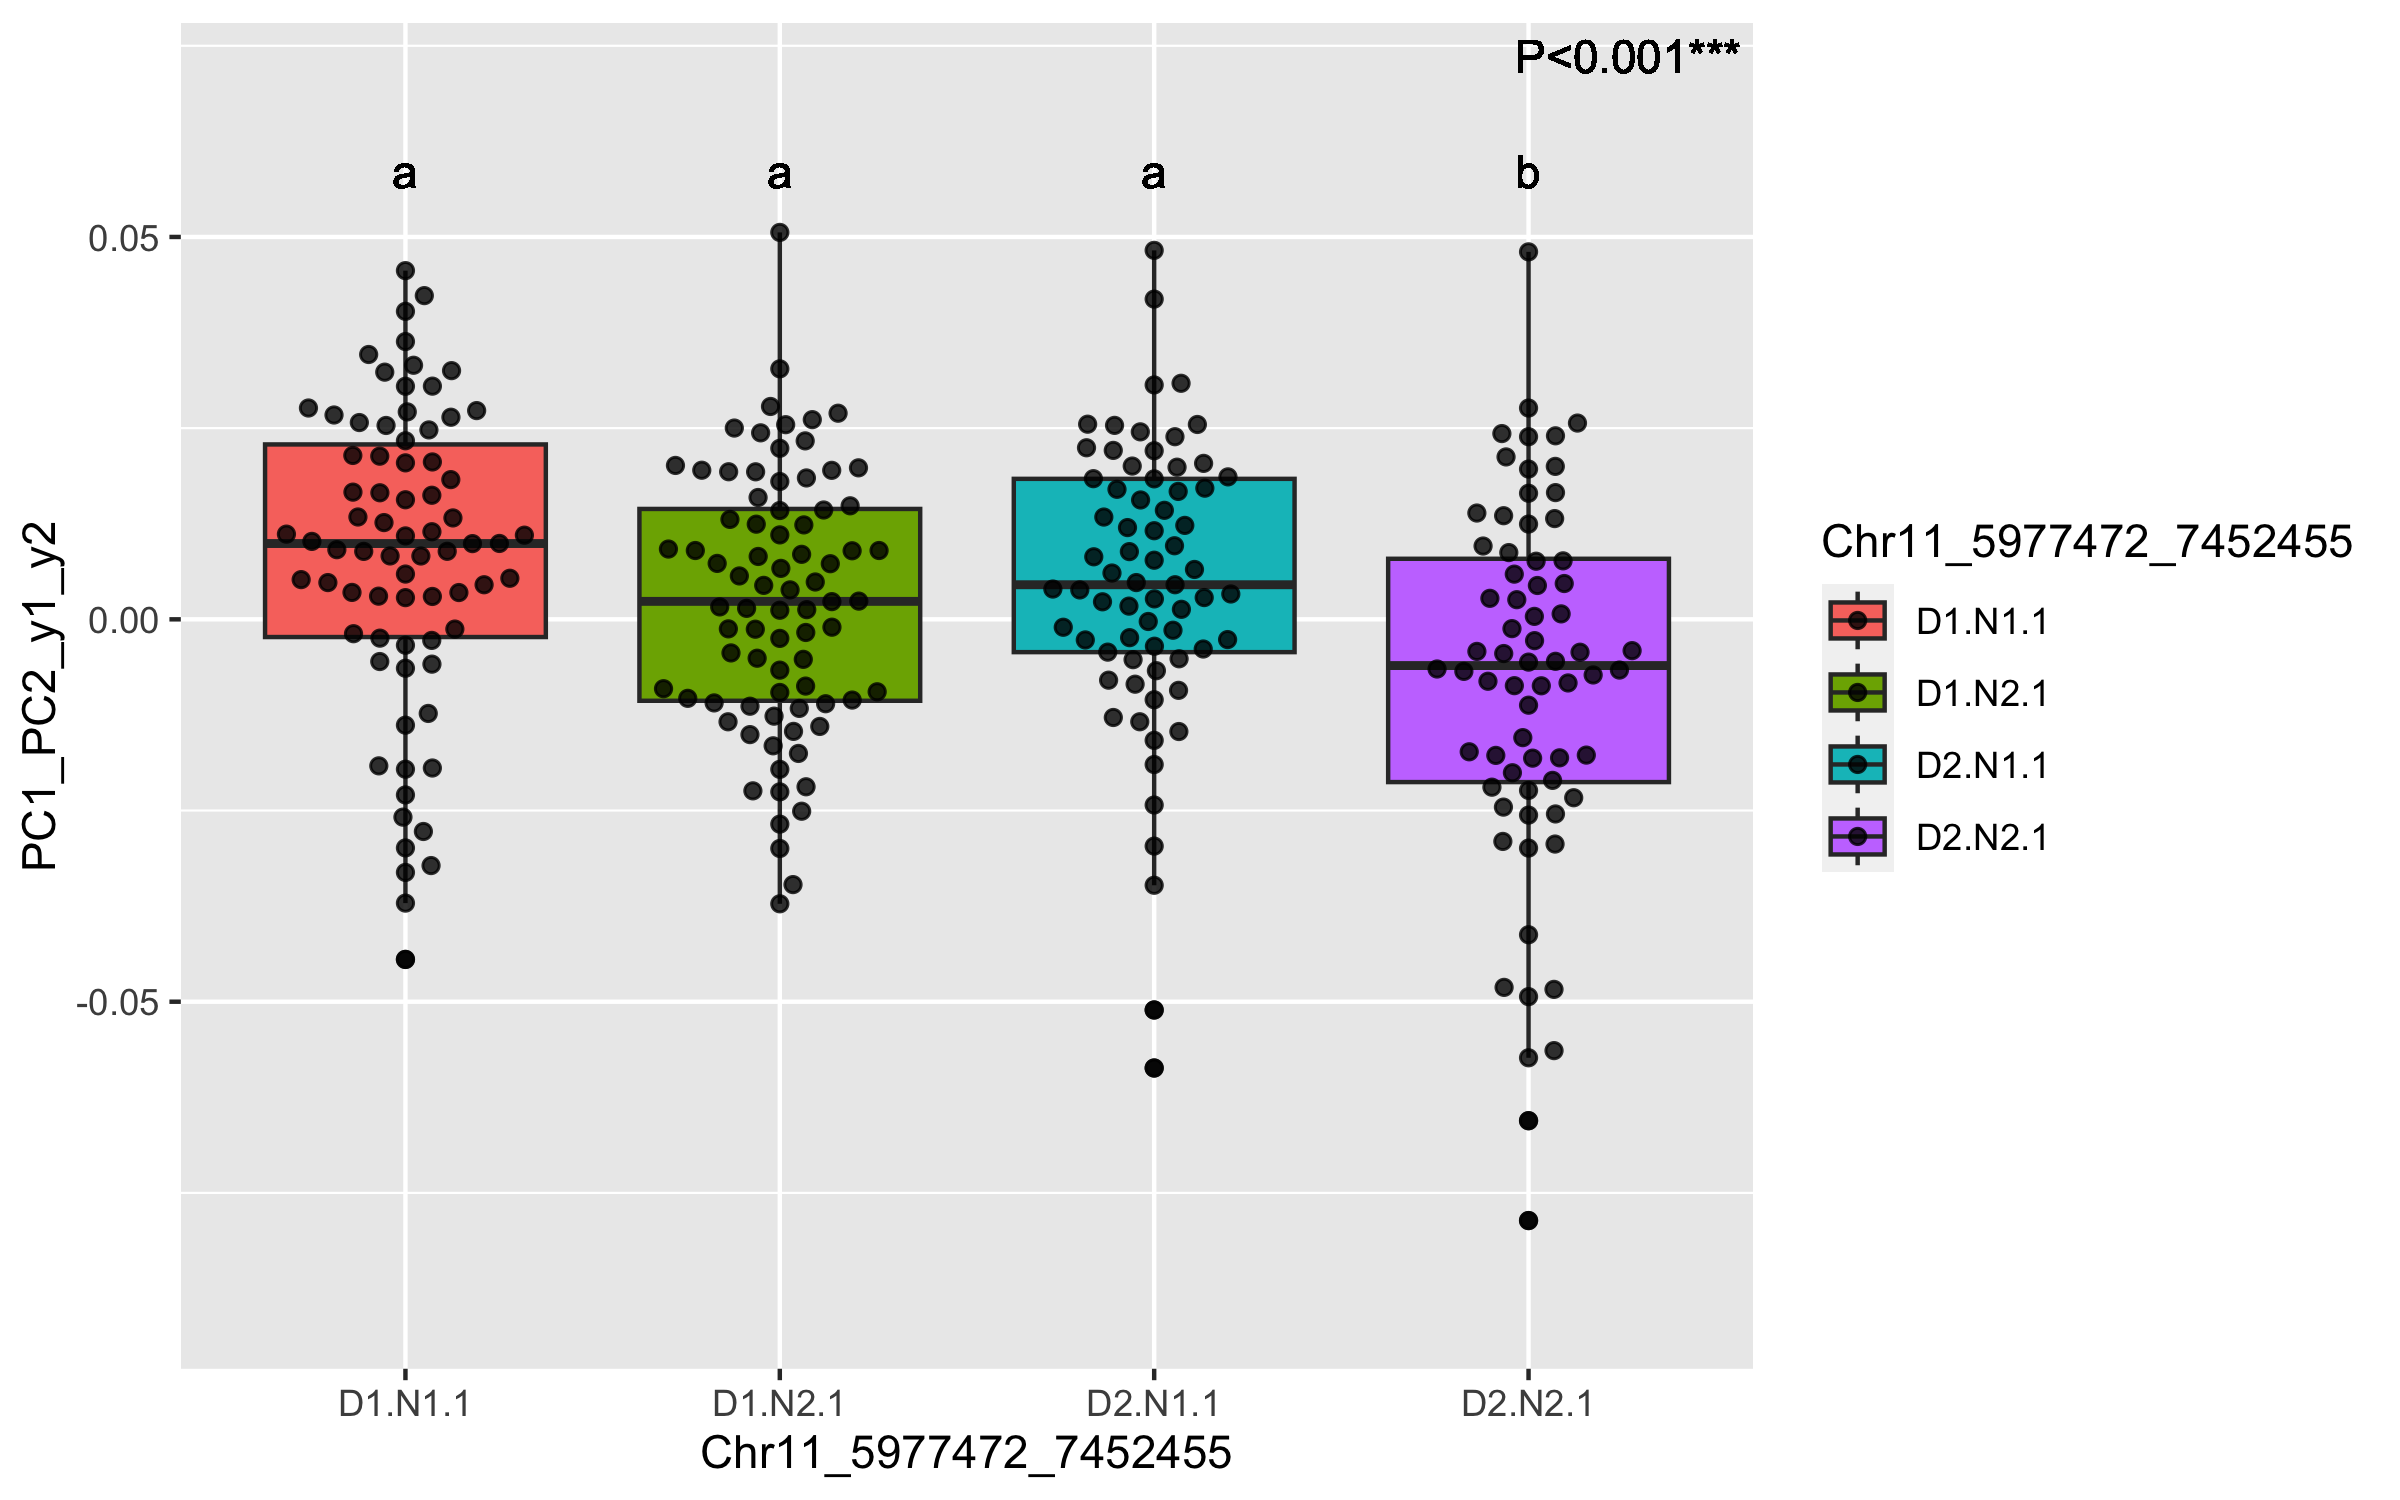 P<0.001***
a a a b
0.05
0.00
-0.05
PC1_PC2_y1_y2
D1.N1.1 D1.N2.1 D2.N1.1 D2.N2.1
Chr11_5977472_7452455
Chr11_5977472_7452455
D1.N1.1
D1.N2.1
D2.N1.1
D2.N2.1